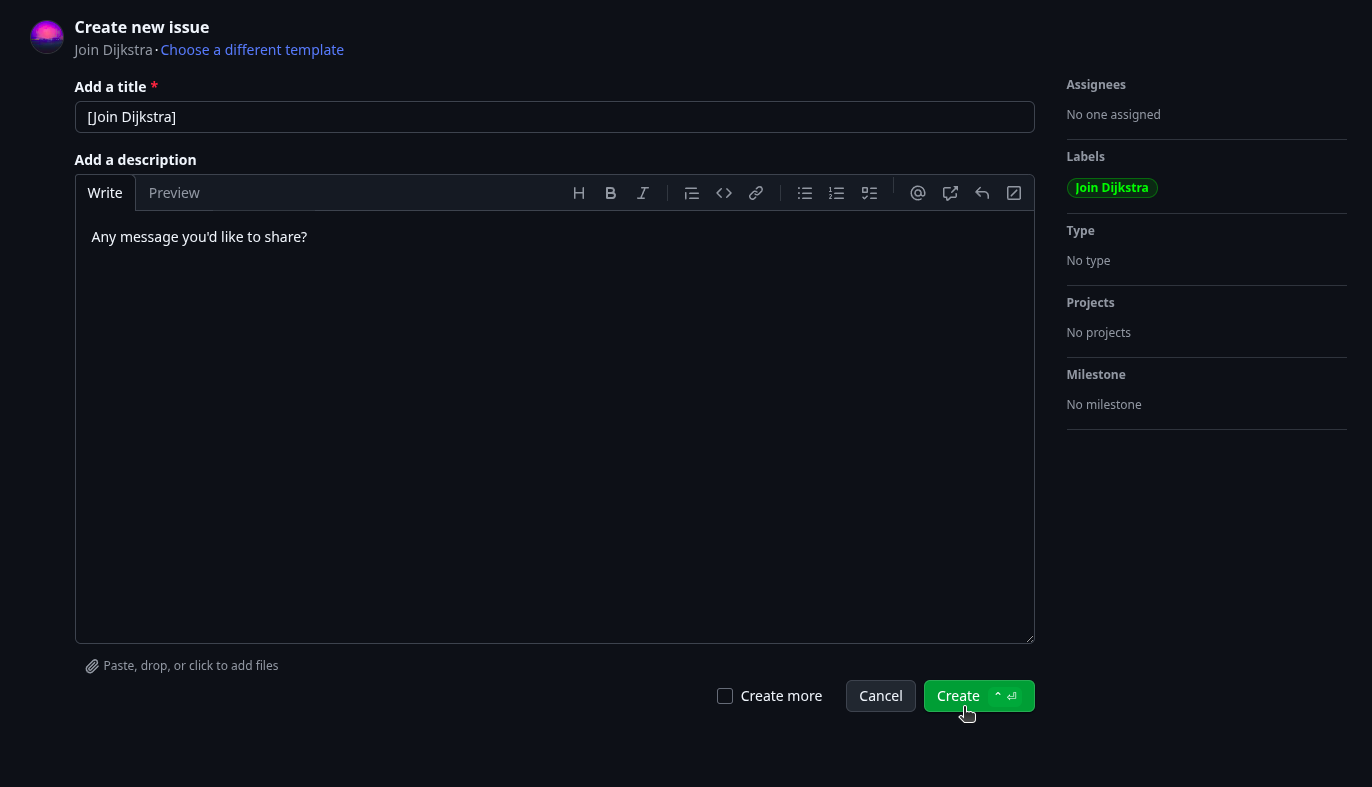 Create new issue
Join Dijkstra · Choose a different template
Add a title *
[Join Dijkstra]
Add a description
Write Preview
Any message you'd like to share?
Paste, drop, or click to add files
Create more Cancel Create ⌃ ⏎
Assignees
No one assigned
Labels
Join Dijkstra
Type
No type
Projects
No projects
Milestone
No milestone